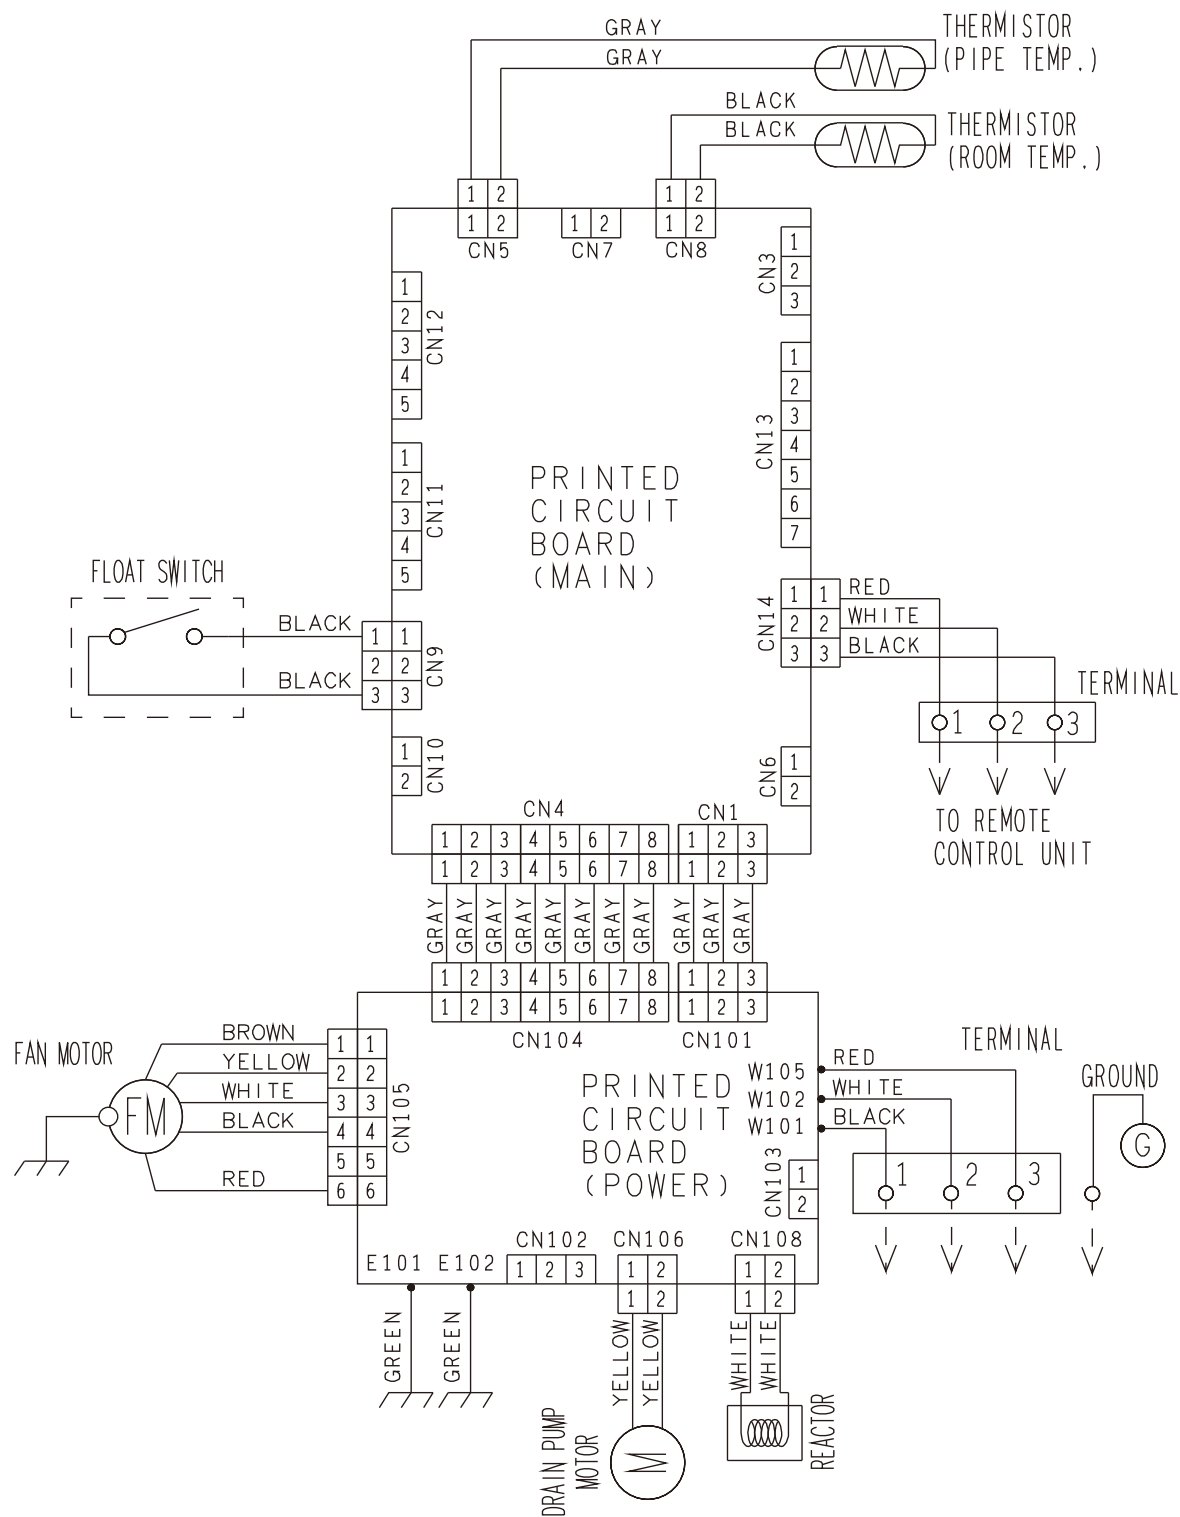 GRAY
THERMISTOR
(PIPE TEMP.)
GRAY
BLACK
THERMISTOR
(ROOM TEMP.)
BLACK
1 2
1 2
CN5
1 2
CN7
1 2
1 2
CN8
1
2
3
CN3
1
2
3
4
5
CN12
1
2
3
4
5
6
7
CN13
1
2
3
4
5
CN11
PRINTED
CIRCUIT
BOARD
(MAIN)
FLOAT SWITCH
BLACK
BLACK
1 1
2 2
3 3
CN9
CN14
1 1
2 2
3 3
RED
WHITE
BLACK
TERMINAL
1 2 3
TO REMOTE
CONTROL UNIT
1
2
CN10
CN6
1
2
CN4
1 2 3 4 5 6 7 8
1 2 3 4 5 6 7 8
CN1
1 2 3
1 2 3
GRAY
GRAY
GRAY
GRAY
GRAY
GRAY
GRAY
GRAY
GRAY
GRAY
GRAY
1 2 3 4 5 6 7 8
1 2 3 4 5 6 7 8
CN104
1 2 3
1 2 3
CN101
FAN MOTOR
FM
BROWN
YELLOW
WHITE
BLACK
RED
1 1
2 2
3 3
4 4
5 5
6 6
CN105
PRINTED
CIRCUIT
BOARD
(POWER)
W105
W102
W101
RED
WHITE
BLACK
TERMINAL
1 2 3
GROUND
G
CN103
1
2
E101
E102
CN102
1 2 3
CN106
1 2
1 2
CN108
1 2
1 2
GREEN
GREEN
YELLOW
YELLOW
WHITE
WHITE
DRAIN PUMP
MOTOR
M
REACTOR